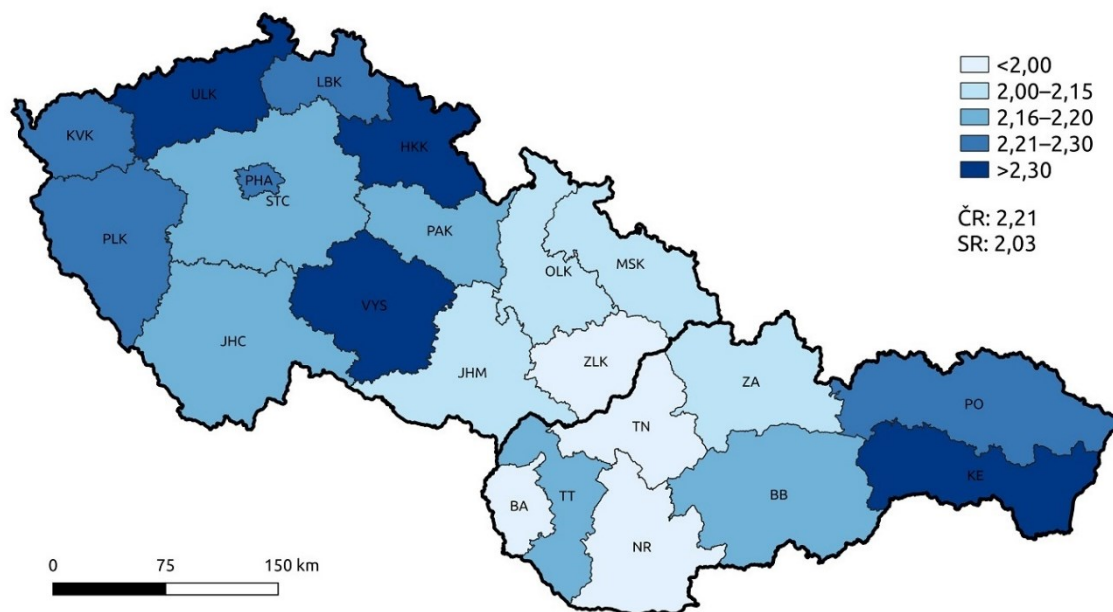 <2,00
2,00–2,15
2,16–2,20
2,21–2,30
>2,30
ČR: 2,21
SR: 2,03
LBK
ULK
KVK
HKK
PHA
STC
PLK
PAK
OLK
MSK
VYS
JHC
JHM
ZLK
ZA
PO
TN
KE
BA
TT
BB
NR
0 75 150 km